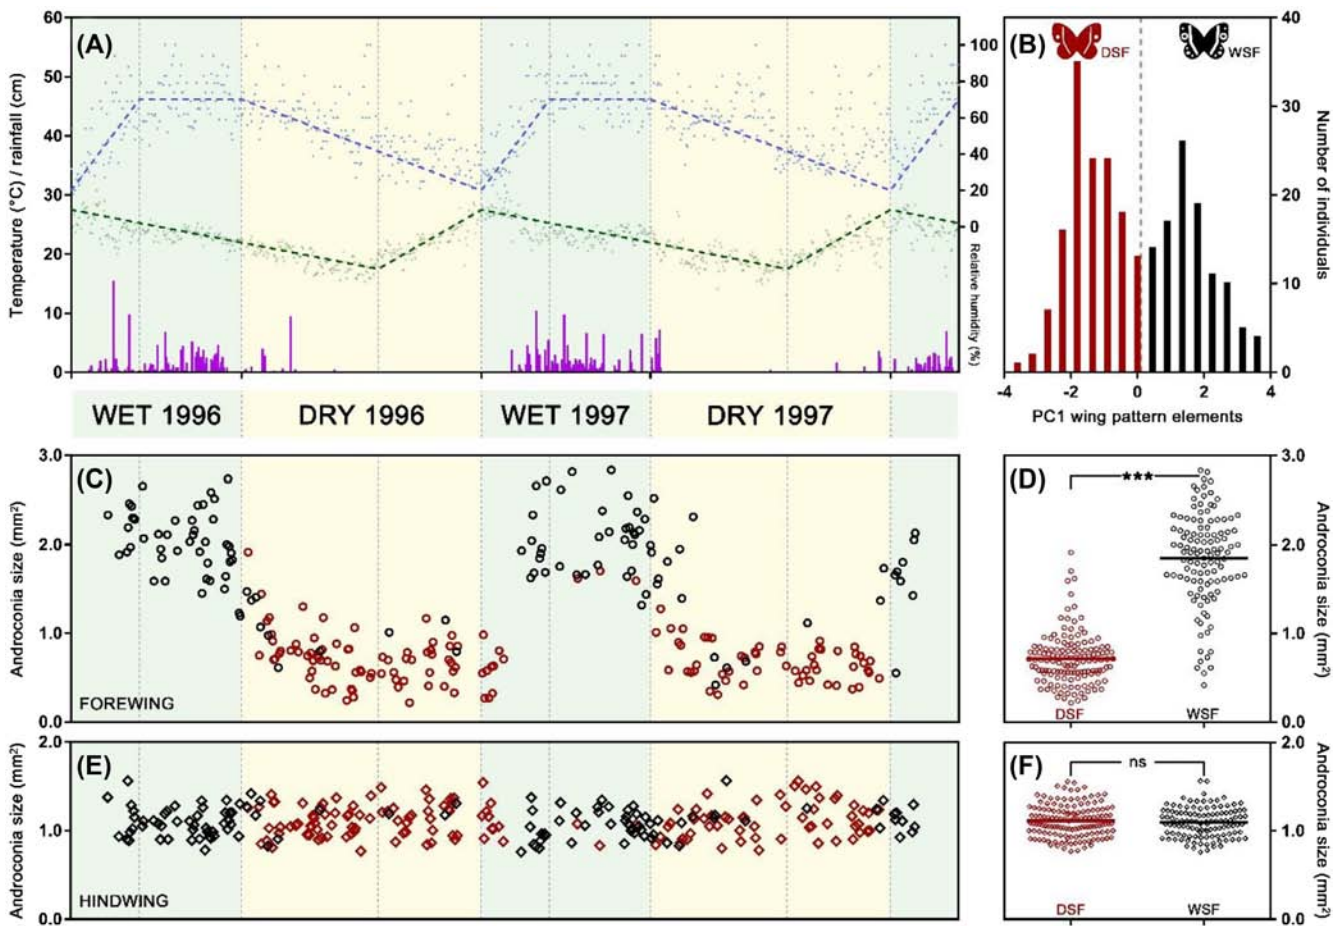 (A)
60
50
40
30
20
10
0
Temperature (°C) / rainfall (cm)
100
80
60
40
20
0
Relative humidity (%)
WET 1996 DRY 1996 WET 1997 DRY 1997
(B)
DSF WSF
40
30
20
10
0
Number of individuals
-4 -2 0 2 4
PC1 wing pattern elements
(C)
3.0
2.0
1.0
0.0
Androconia size (mm²)
FOREWING
(D)
***
3.0
2.0
1.0
0.0
Androconia size (mm²)
DSF WSF
(E)
2.0
1.0
0.0
Androconia size (mm²)
HINDWING
(F)
ns
2.0
1.0
0.0
Androconia size (mm²)
DSF WSF